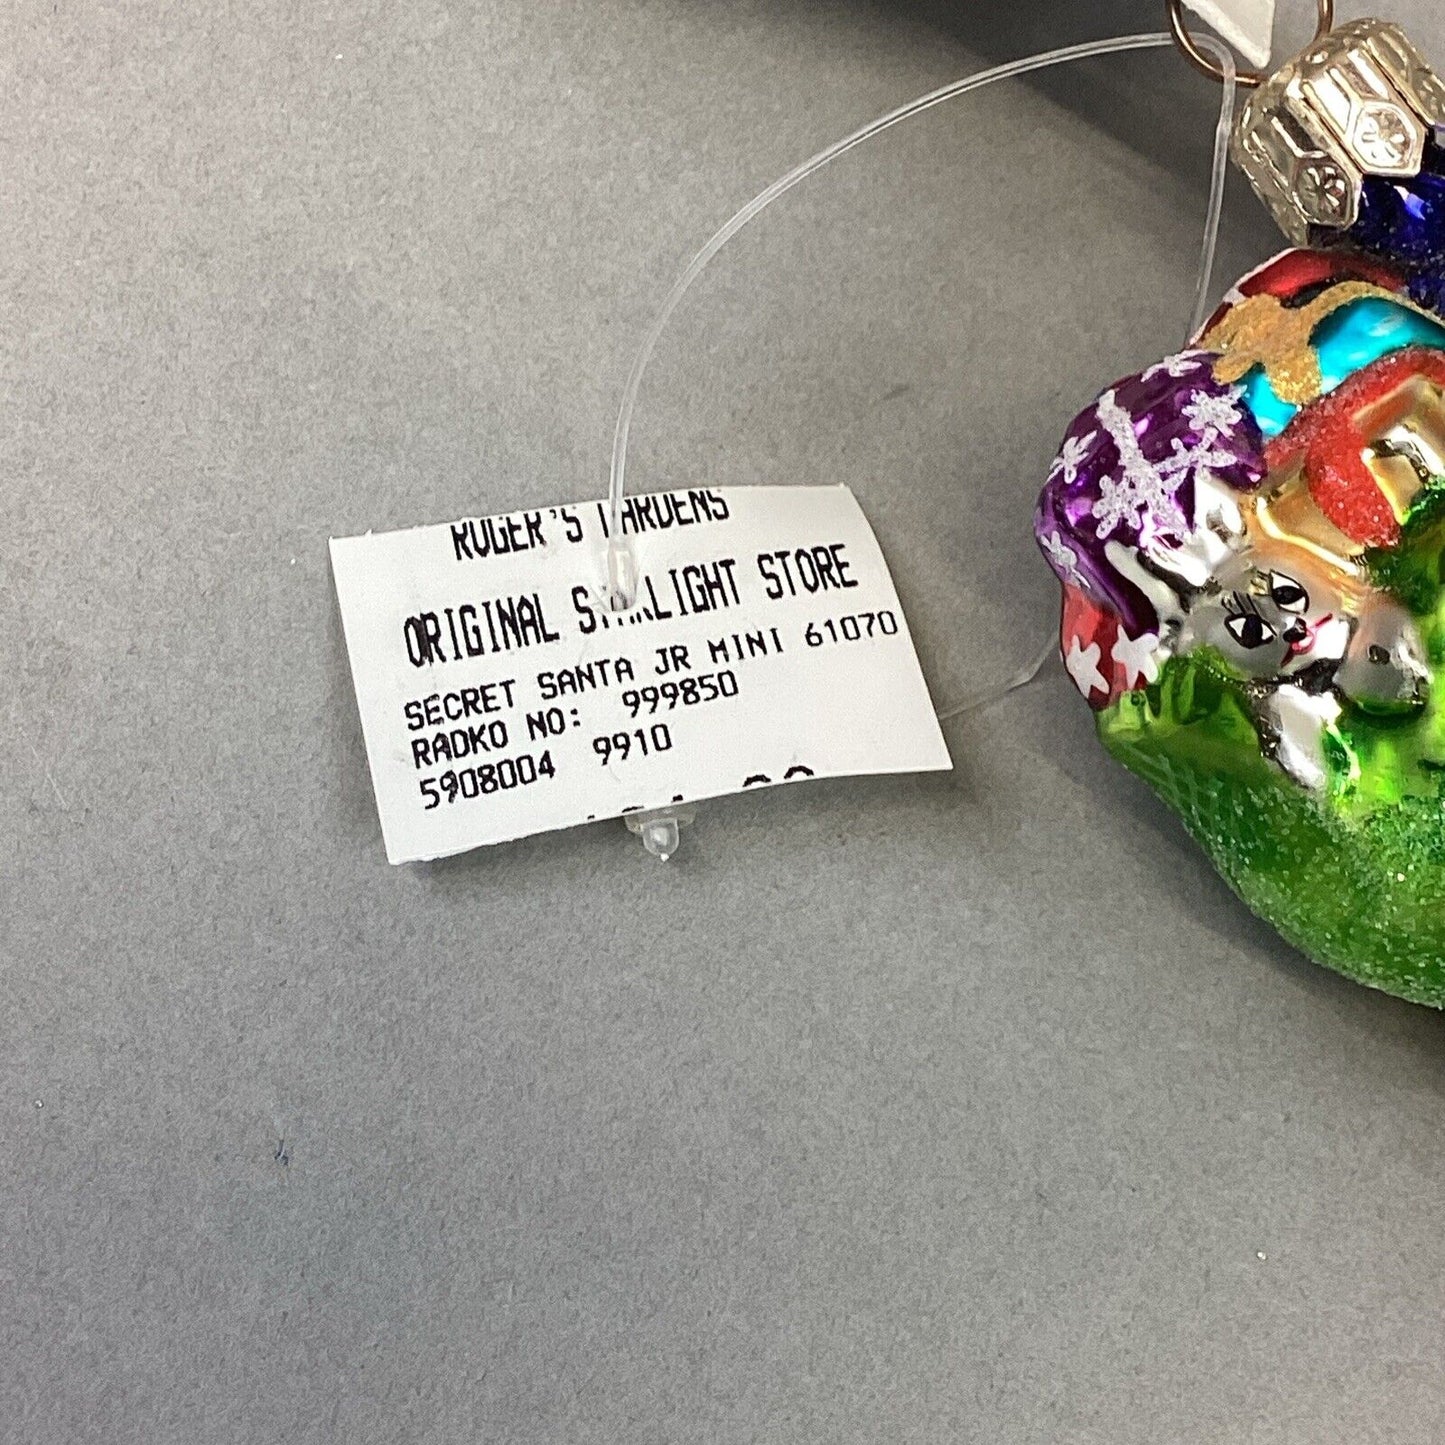 ROGER'S GARDENS
ORIGINAL STARLIGHT STORE
SECRET SANTA JR MINI 61070
RADKO NO: 999850
5908004 9910